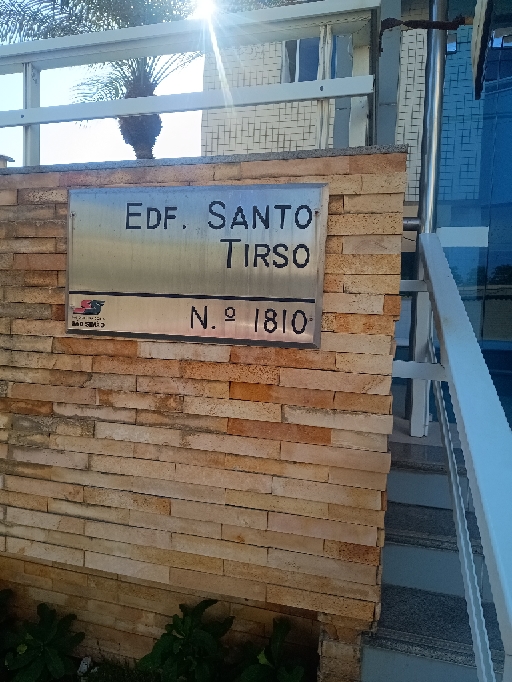 EDF. SANTO
TIRSO
N.º 1810